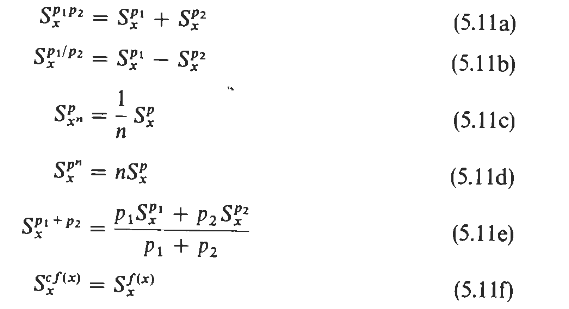 $S_x^{p_1 p_2} = S_x^{p_1} + S_x^{p_2}$ (5.11a)
$S_x^{p_1/p_2} = S_x^{p_1} - S_x^{p_2}$ (5.11b)
$S_{x^n}^{p} = \frac{1}{n} S_x^{p}$ (5.11c)
$S_x^{p^n} = nS_x^{p}$ (5.11d)
$S_x^{p_1 + p_2} = \frac{p_1 S_x^{p_1} + p_2 S_x^{p_2}}{p_1 + p_2}$ (5.11e)
$S_x^{cf(x)} = S_x^{f(x)}$ (5.11f)